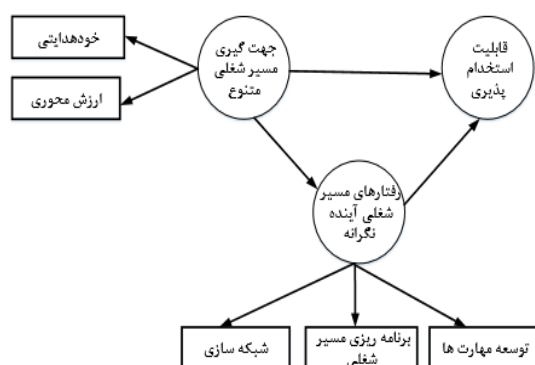 جهت گیری
مسیر شغلی
متنوع
قابلیت
استخدام
پذیری
خودهدایتی
ارزش محوری
رفتارهای مسیر
شغلی آینده
نگرانه
توسعه مهارت ها
برنامه ریزی مسیر
شغلی
شبکه سازی